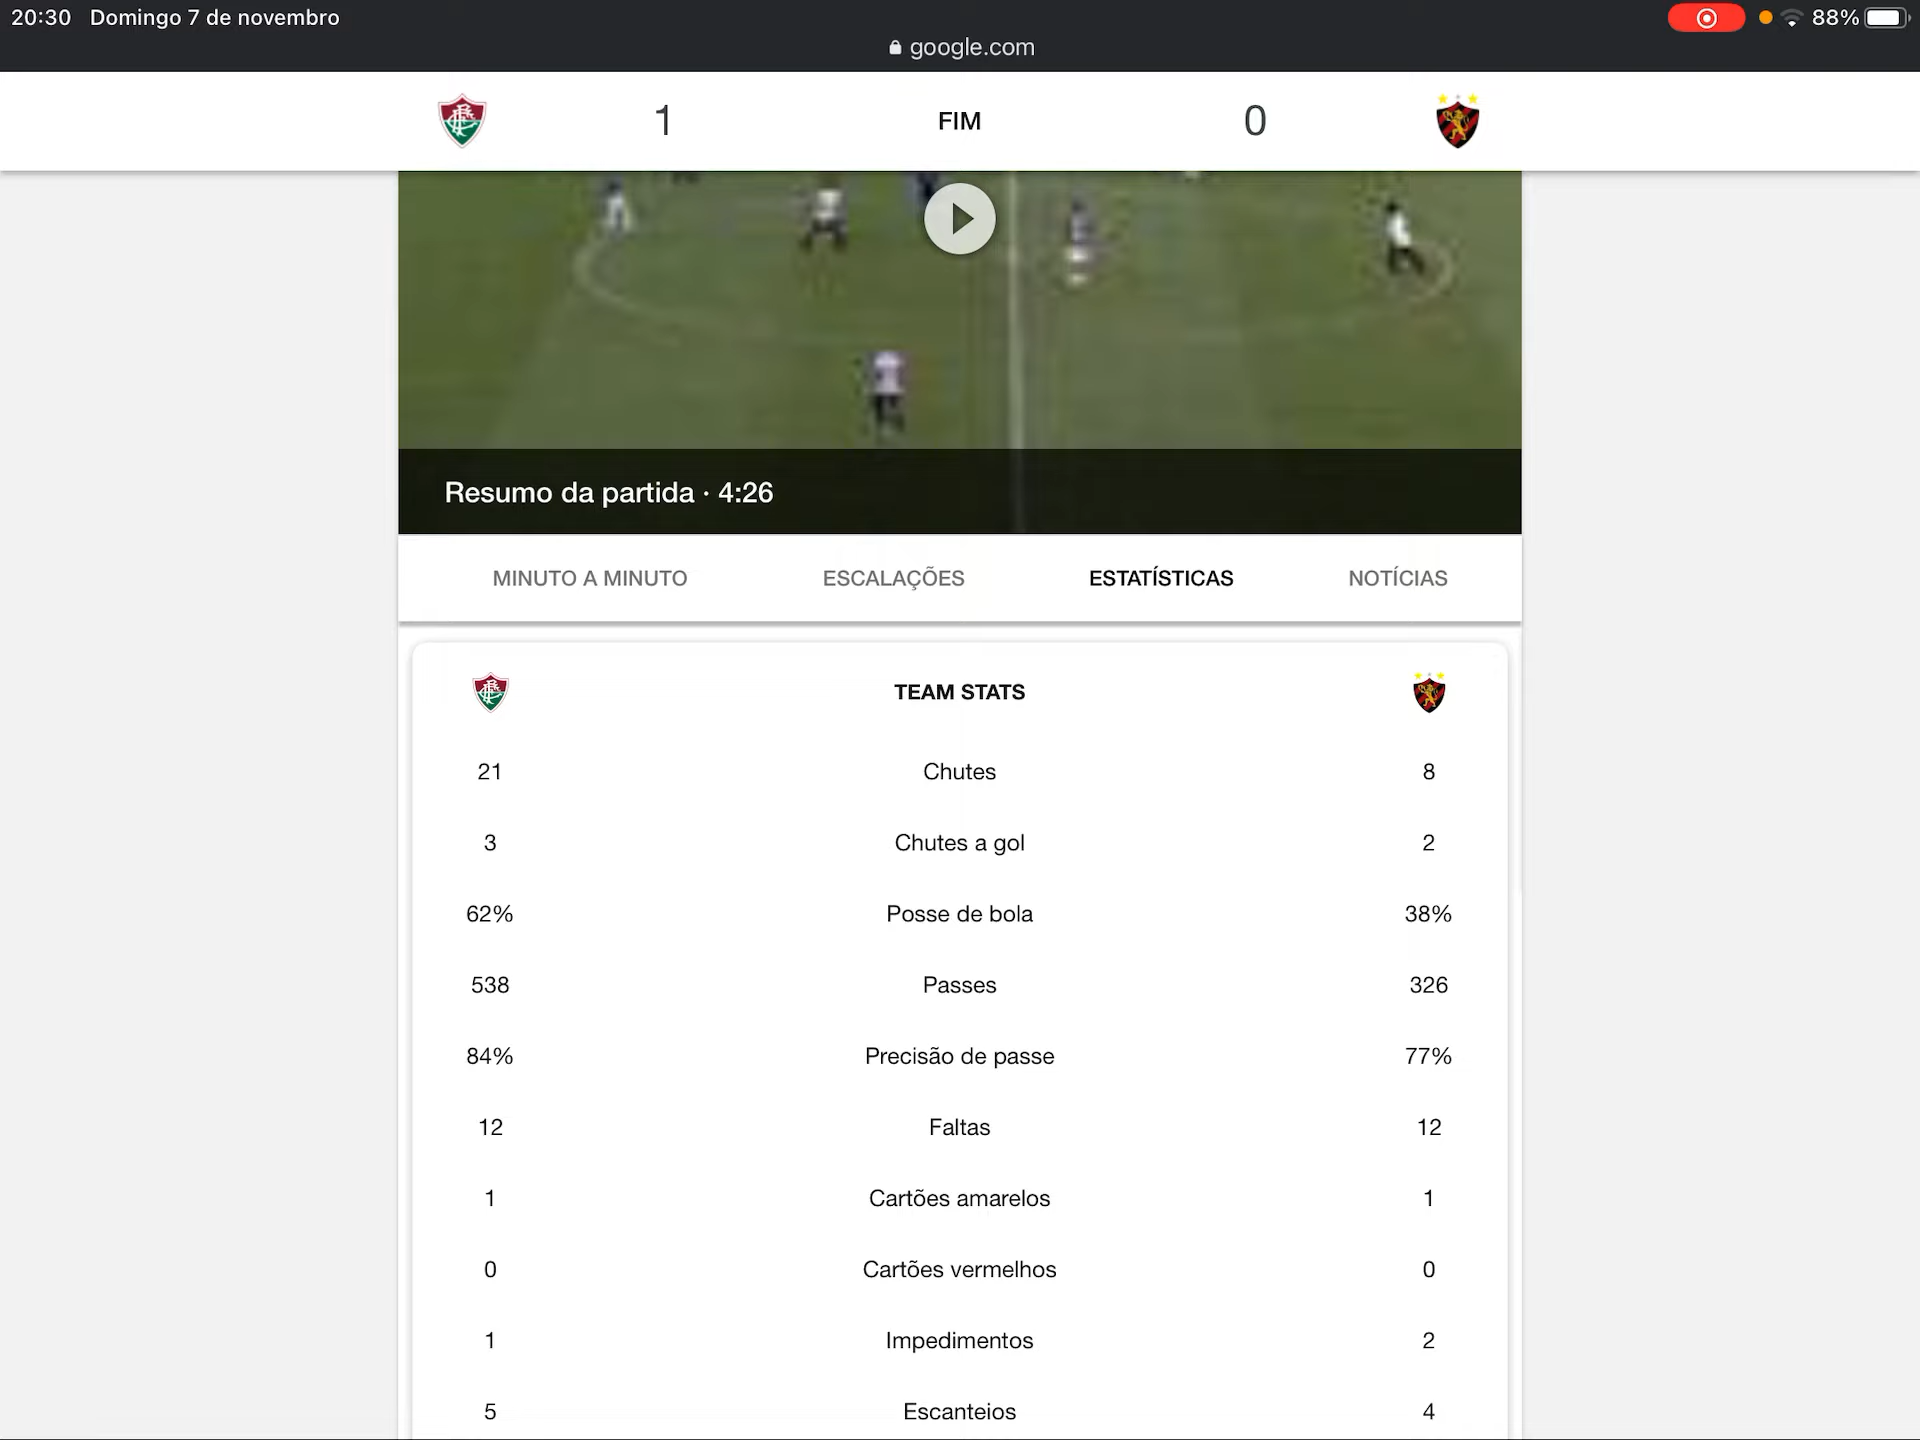 20:30 Domingo 7 de novembro 88%
google.com
1 FIM 0
Resumo da partida · 4:26
MINUTO A MINUTO ESCALAÇÕES ESTATÍSTICAS NOTÍCIAS
TEAM STATS
21 Chutes 8
3 Chutes a gol 2
62% Posse de bola 38%
538 Passes 326
84% Precisão de passe 77%
12 Faltas 12
1 Cartões amarelos 1
0 Cartões vermelhos 0
1 Impedimentos 2
5 Escanteios 4